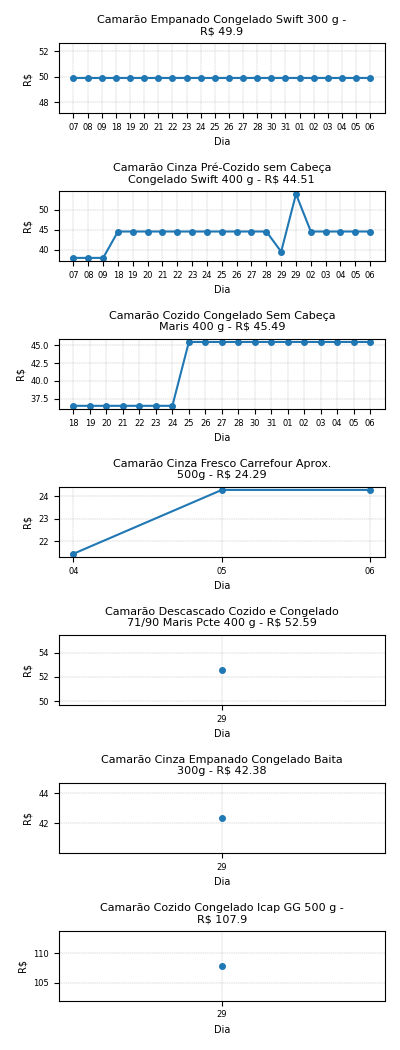 Camarão Empanado Congelado Swift 300 g -
R$ 49.9
52
50
48
R$
07 08 09 18 19 20 21 22 23 24 25 26 27 28 30 31 01 02 03 04 05 06
Dia
Camarão Cinza Pré-Cozido sem Cabeça
Congelado Swift 400 g - R$ 44.51
50
45
40
R$
07 08 09 18 19 20 21 22 23 24 25 26 27 28 29 29 02 03 04 05 06
Dia
Camarão Cozido Congelado Sem Cabeça
Maris 400 g - R$ 45.49
45.0
42.5
40.0
37.5
R$
18 19 20 21 22 23 24 25 26 27 28 30 31 01 02 03 04 05 06
Dia
Camarão Cinza Fresco Carrefour Aprox.
500g - R$ 24.29
24
23
22
R$
04 05 06
Dia
Camarão Descascado Cozido e Congelado
71/90 Maris Pcte 400 g - R$ 52.59
54
52
50
R$
29
Dia
Camarão Cinza Empanado Congelado Baita
300g - R$ 42.38
44
42
R$
29
Dia
Camarão Cozido Congelado Icap GG 500 g -
R$ 107.9
110
105
R$
29
Dia